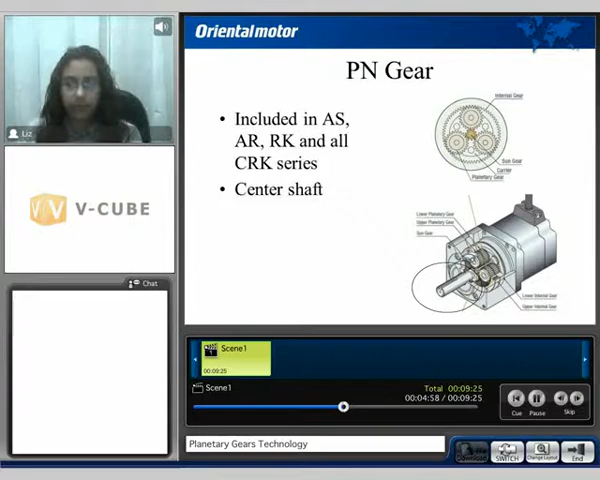 Orientalmotor
PN Gear
• Included in AS,
AR, RK and all
CRK series
• Center shaft
Internal Gear
Sun Gear
Carrier
Planetary Gear
Lower Planetary Gear
Upper Planetary Gear
Sun Gear
Lower Internal Gear
Upper Internal Gear
Liz
V-CUBE
Chat
Scene1
00:09:25
Scene1
Total 00:09:25
00:04:58 / 00:09:25
Cue
Pause
Skip
Planetary Gears Technology
Download
SWITCH
Change Layout
End